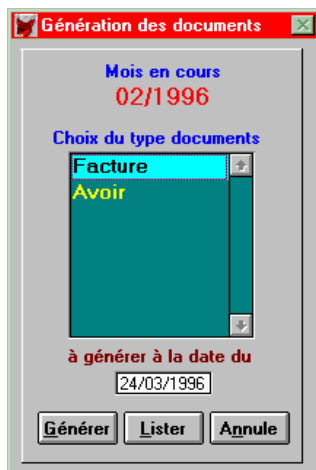 Génération des documents
Mois en cours
02/1996
Choix du type documents
Facture
Avoir
à générer à la date du
24/03/1996
Générer Lister Annule